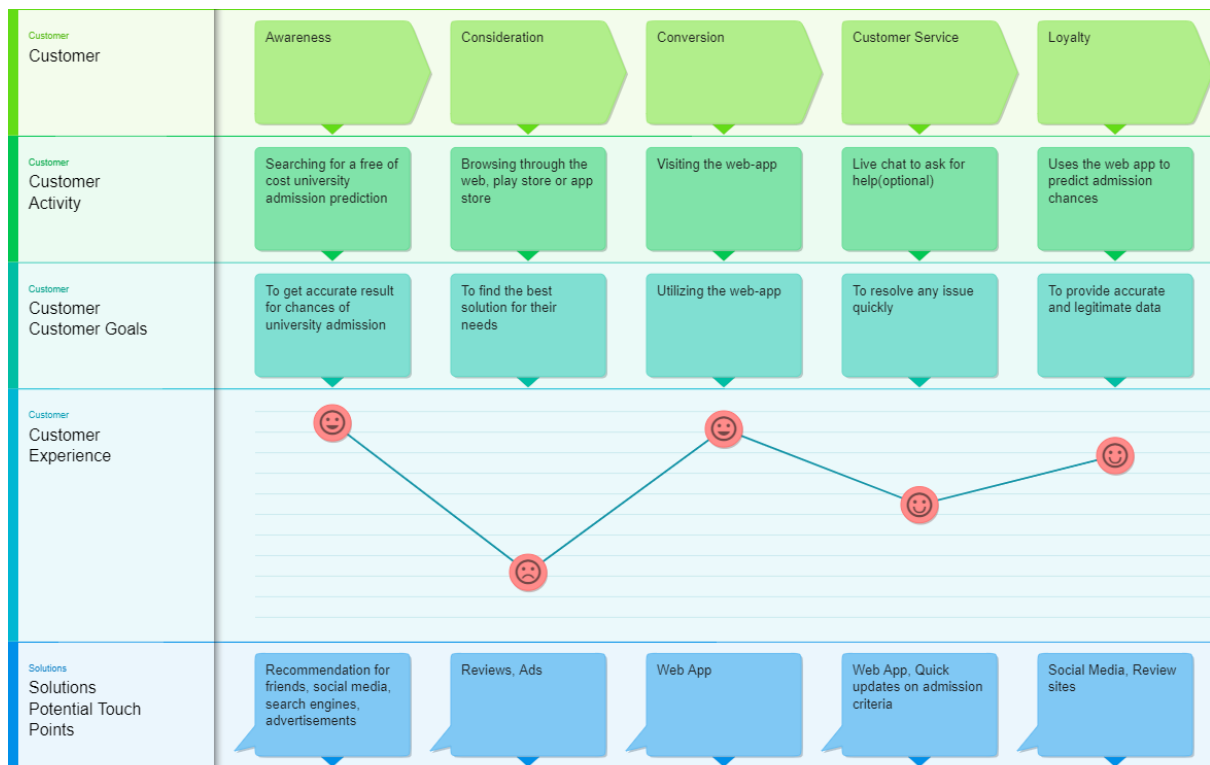 Customer
Customer
Awareness
Consideration
Conversion
Customer Service
Loyalty
Customer
Customer
Activity
Searching for a free of
cost university
admission prediction
Browsing through the
web, play store or app
store
Visiting the web-app
Live chat to ask for
help(optional)
Uses the web app to
predict admission
chances
Customer
Customer
Customer Goals
To get accurate result
for chances of
university admission
To find the best
solution for their
needs
Utilizing the web-app
To resolve any issue
quickly
To provide accurate
and legitimate data
Customer
Customer
Experience
Solutions
Solutions
Potential Touch
Points
Recommendation for
friends, social media,
search engines,
advertisements
Reviews, Ads
Web App
Web App, Quick
updates on admission
criteria
Social Media, Review
sites